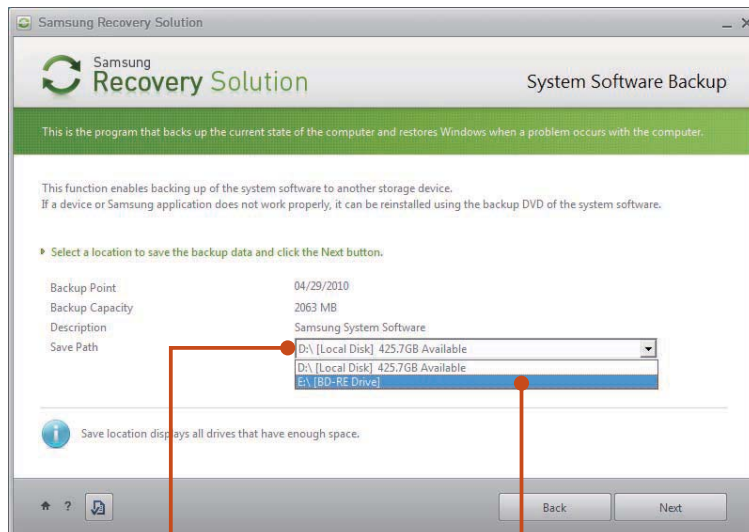 Samsung Recovery Solution
Samsung
Recovery Solution
System Software Backup
This is the program that backs up the current state of the computer and restores Windows when a problem occurs with the computer.
This function enables backing up of the system software to another storage device.
If a device or Samsung application does not work properly, it can be reinstalled using the backup DVD of the system software.
Select a location to save the backup data and click the Next button.
Backup Point 04/29/2010
Backup Capacity 2063 MB
Description Samsung System Software
Save Path D:\ [Local Disk] 425.7GB Available
D:\ [Local Disk] 425.7GB Available
E:\ [BD-RE Drive]
Save location displays all drives that have enough space.
? Back Next